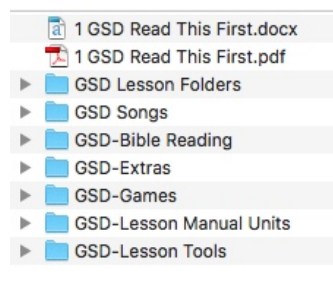 1 GSD Read This First.docx
1 GSD Read This First.pdf
GSD Lesson Folders
GSD Songs
GSD-Bible Reading
GSD-Extras
GSD-Games
GSD-Lesson Manual Units
GSD-Lesson Tools